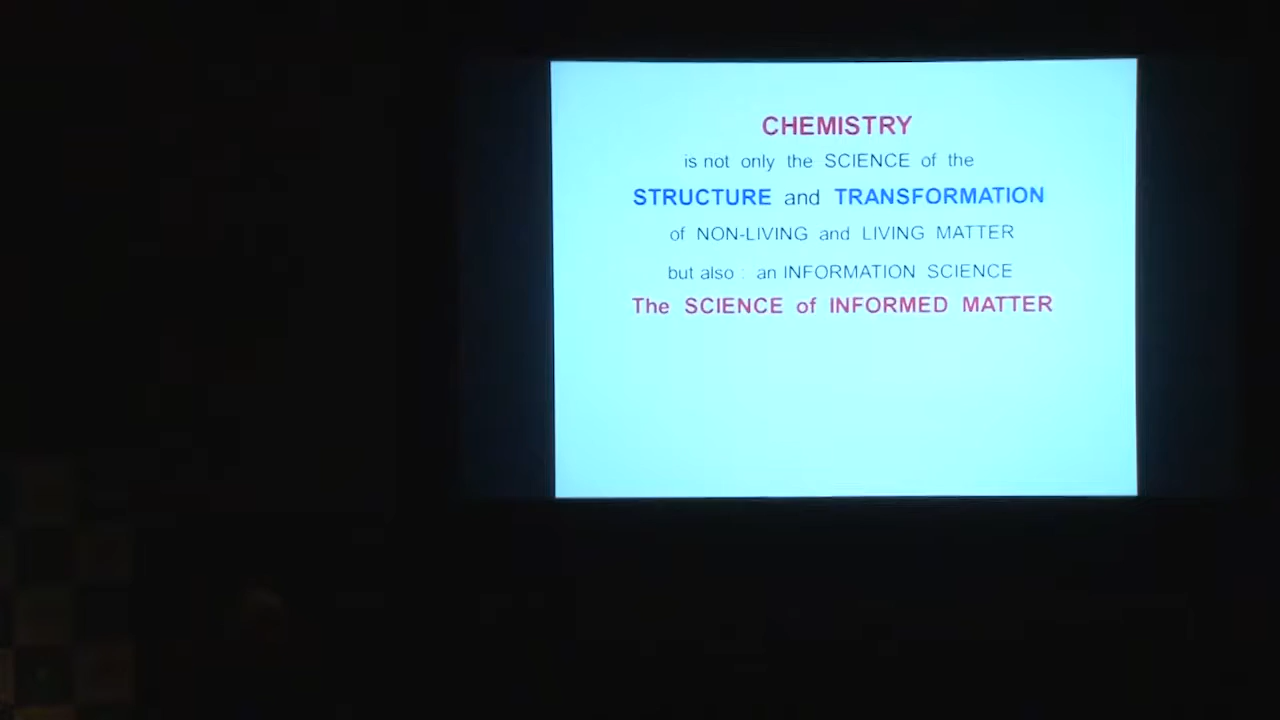 CHEMISTRY
is not only the SCIENCE of the
STRUCTURE and TRANSFORMATION
of NON-LIVING and LIVING MATTER
but also : an INFORMATION SCIENCE
The SCIENCE of INFORMED MATTER